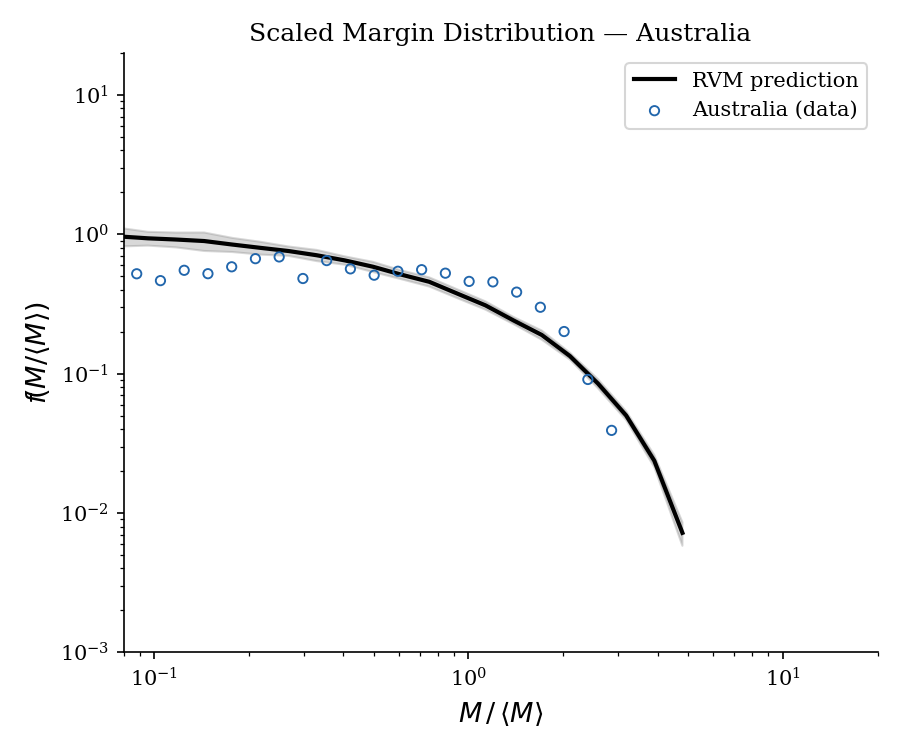 Scaled Margin Distribution — Australia
RVM prediction
Australia (data)
f(M/⟨M⟩)
10¹
10⁰
10⁻¹
10⁻²
10⁻³
10⁻¹
10⁰
10¹
M / ⟨M⟩